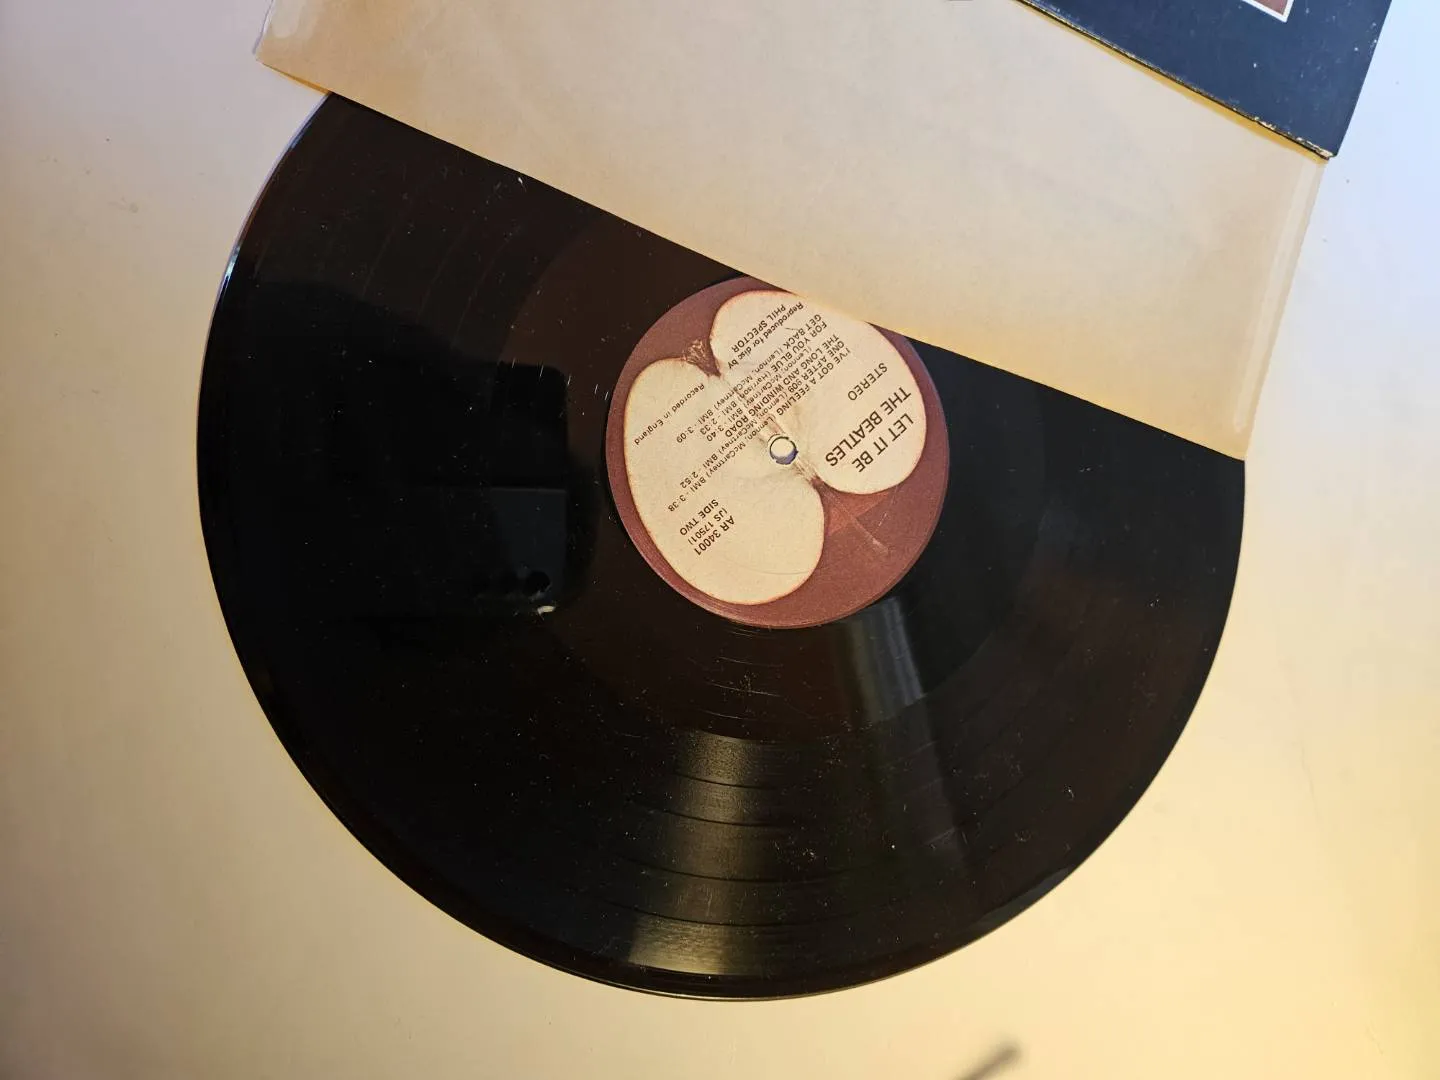 LET IT BE
THE BEATLES
STEREO
I'VE GOT A FEELING (Lennon, McCartney) BMI - 3:38
ONE AFTER 909 (Lennon, McCartney) BMI - 2:52
THE LONG AND WINDING ROAD
(Lennon, McCartney) BMI - 3:40
FOR YOU BLUE (Harrison) BMI - 2:33
GET BACK (Lennon, McCartney) BMI - 3:09
Reproduced for disc by
PHIL SPECTOR
Recorded in England
AR 34001
(JS 17501)
SIDE TWO